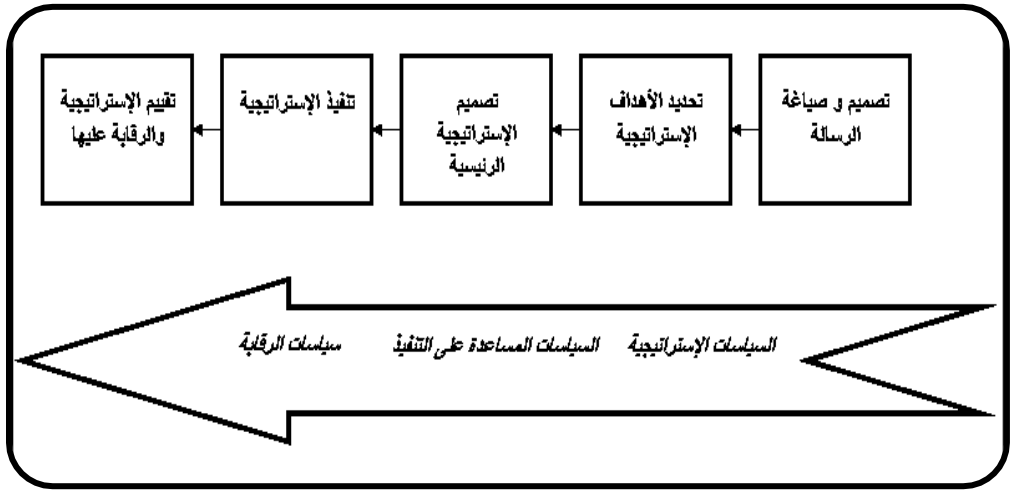 تصميم و صياغة
الرسالة
تحديد الأهداف
الإستراتيجية
تصميم
الإستراتيجية
الرئيسية
تنفيذ الإستراتيجية
تقييم الإستراتيجية
والرقابة عليها
السياسات الإستراتيجية
السياسات المساعدة على التنفيذ
سياسات الرقابة